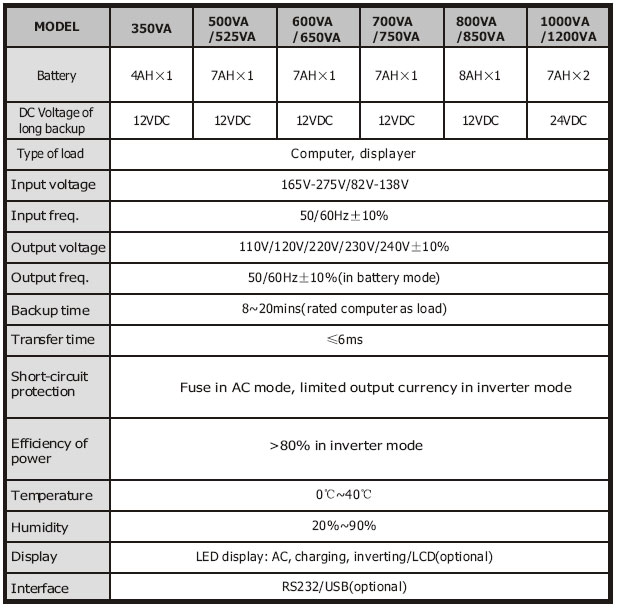 MODEL 350VA 500VA /525VA 600VA /650VA 700VA /750VA 800VA /850VA 1000VA /1200VA
Battery 4AH×1 7AH×1 7AH×1 7AH×1 8AH×1 7AH×2
DC Voltage of
long backup 12VDC 12VDC 12VDC 12VDC 12VDC 24VDC
Type of load Computer, displayer
Input voltage 165V-275V/82V-138V
Input freq. 50/60Hz±10%
Output voltage 110V/120V/220V/230V/240V±10%
Output freq. 50/60Hz±10%(in battery mode)
Backup time 8~20mins(rated computer as load)
Transfer time ≤6ms
Short-circuit
protection Fuse in AC mode, limited output currency in inverter mode
Efficiency of
power >80% in inverter mode
Temperature 0℃~40℃
Humidity 20%~90%
Display LED display: AC, charging, inverting/LCD(optional)
Interface RS232/USB(optional)